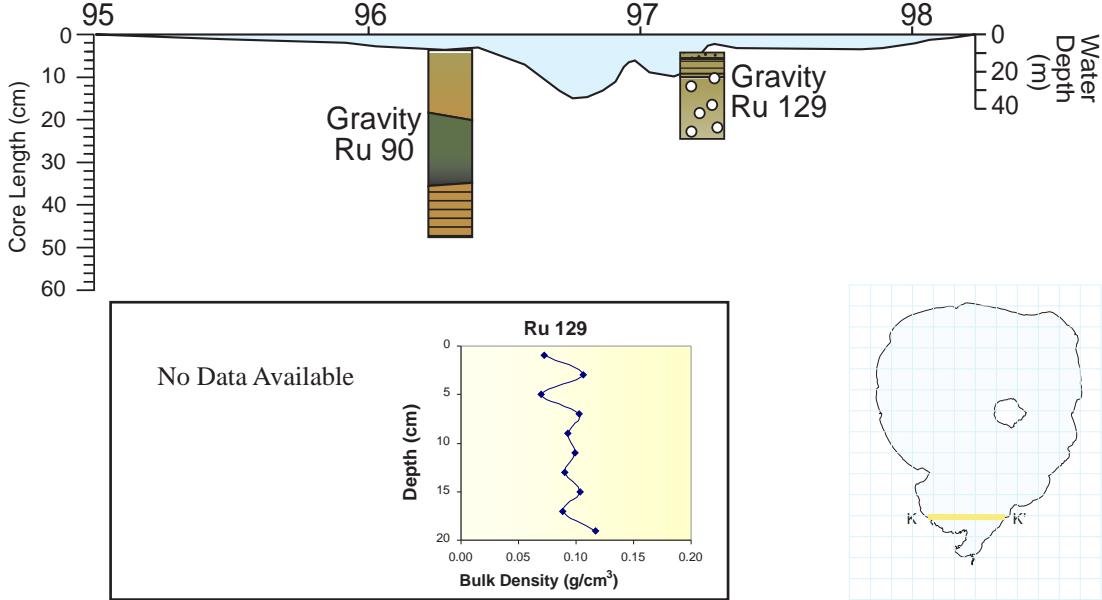 95 96 97 98
0
10
20
30
40
50
60
Core Length (cm)
Gravity
Ru 90
Gravity
Ru 129
0
20
40
Water
Depth
(m)
No Data Available
Ru 129
0
5
10
15
20
Depth (cm)
0.00 0.05 0.10 0.15 0.20
Bulk Density (g/cm³)
K K'